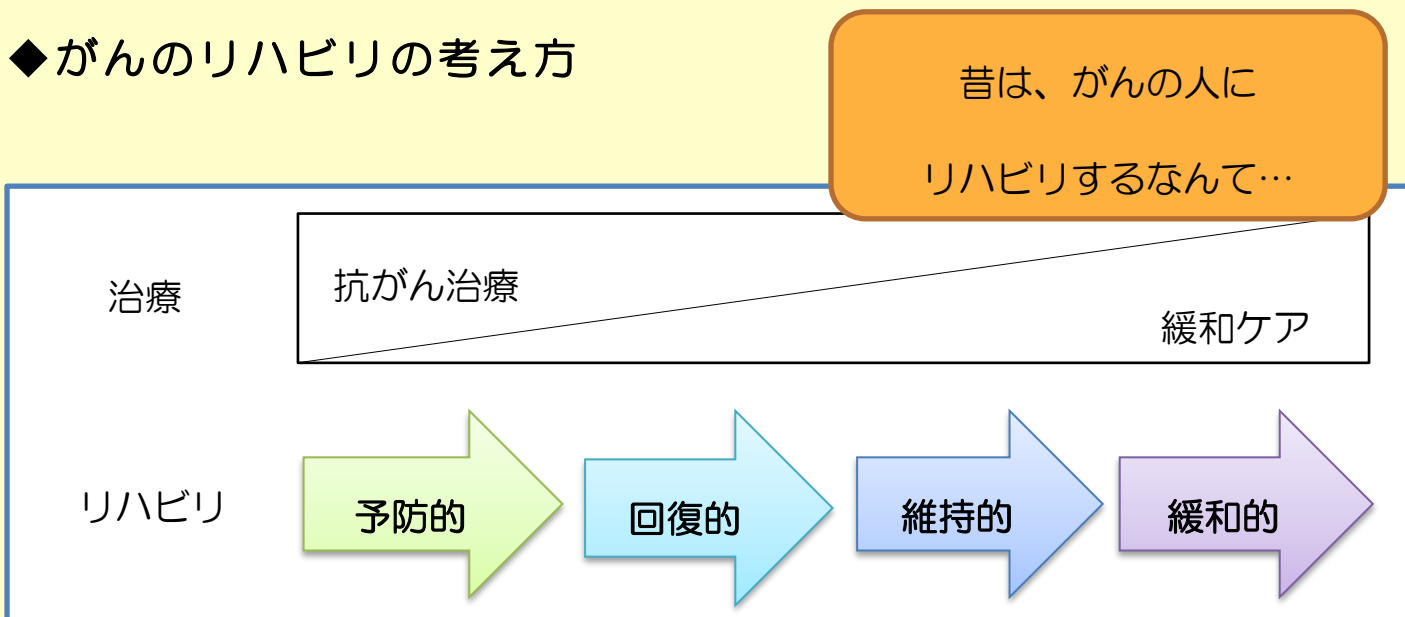 ◆がんのリハビリの考え方
昔は、がんの人に
リハビリするなんて…
治療
抗がん治療
緩和ケア
リハビリ
予防的
回復的
維持的
緩和的